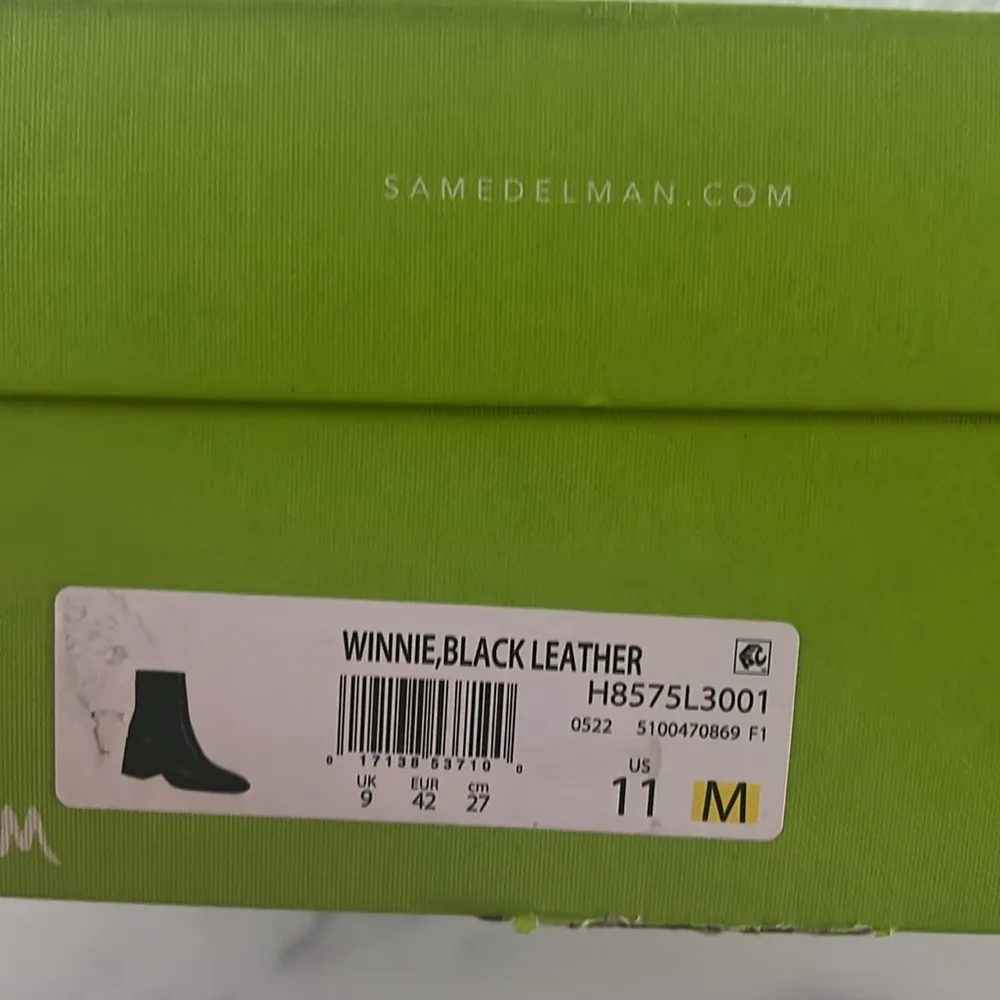 SAMEDELMAN.COM
WINNIE,BLACK LEATHER
H8575L3001
0522 5100470869 F1
0 17138 53710 0
UK EUR cm
9 42 27
US
11 M
M